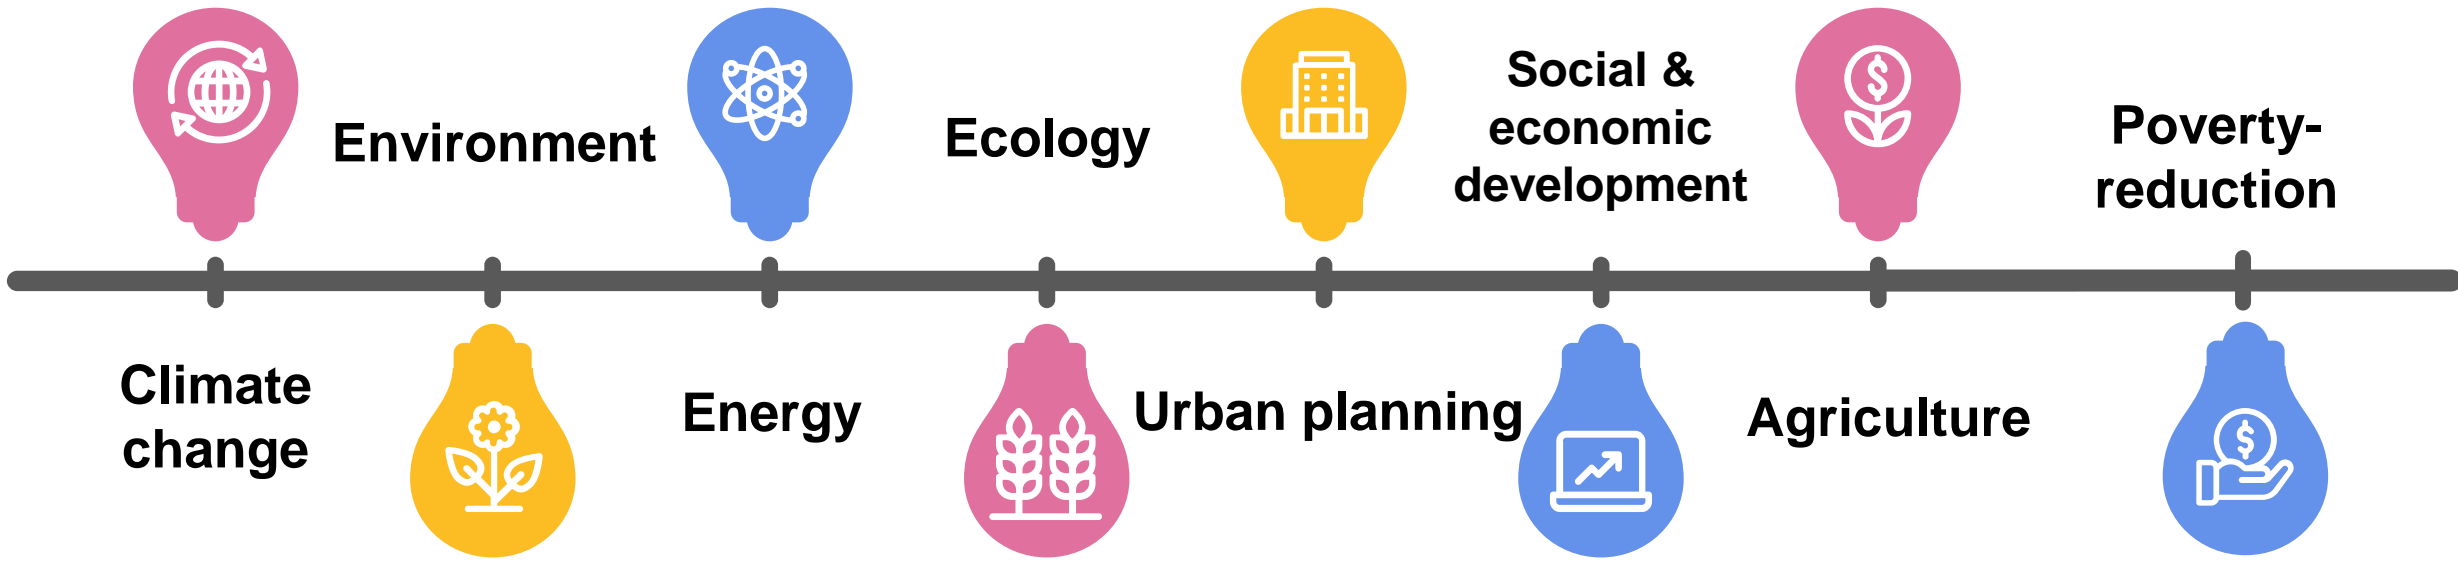 Climate
change
Environment
Energy
Ecology
Urban planning
Social &
economic
development
Agriculture
Poverty-
reduction